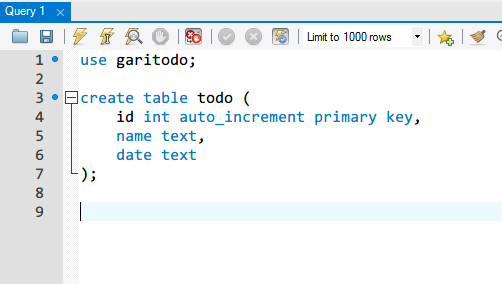 Query 1
Limit to 1000 rows
1 use garitodo;
2
3 create table todo (
4 id int auto_increment primary key,
5 name text,
6 date text
7 );
8
9